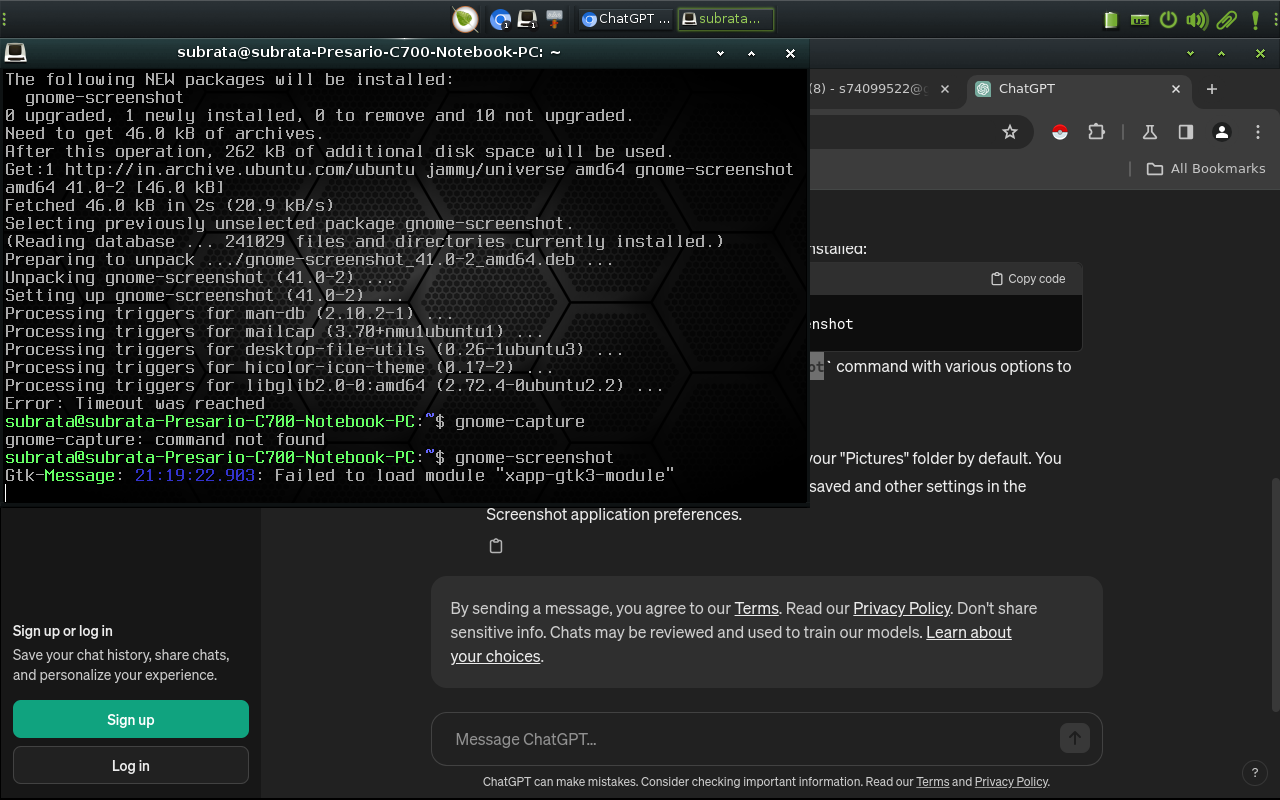 ChatGPT ...
subrata...
us
1
1
subrata@subrata-Presario-C700-Notebook-PC: ~
The following NEW packages will be installed:
gnome-screenshot
0 upgraded, 1 newly installed, 0 to remove and 10 not upgraded.
Need to get 46.0 kB of archives.
After this operation, 262 kB of additional disk space will be used.
Get:1 http://in.archive.ubuntu.com/ubuntu jammy/universe amd64 gnome-screenshot
amd64 41.0-2 [46.0 kB]
Fetched 46.0 kB in 2s (20.9 kB/s)
Selecting previously unselected package gnome-screenshot.
(Reading database ... 241029 files and directories currently installed.)
Preparing to unpack .../gnome-screenshot_41.0-2_amd64.deb ...
Unpacking gnome-screenshot (41.0-2) ...
Setting up gnome-screenshot (41.0-2) ...
Processing triggers for man-db (2.10.2-1) ...
Processing triggers for mailcap (3.70+nmu1ubuntu1) ...
Processing triggers for desktop-file-utils (0.26-1ubuntu3) ...
Processing triggers for hicolor-icon-theme (0.17-2) ...
Processing triggers for libglib2.0-0:amd64 (2.72.4-0ubuntu2.2) ...
Error: Timeout was reached
subrata@subrata-Presario-C700-Notebook-PC:~$ gnome-capture
gnome-capture: command not found
subrata@subrata-Presario-C700-Notebook-PC:~$ gnome-screenshot
Gtk-Message: 21:19:22.903: Failed to load module "xapp-gtk3-module"
(8) - s74099522@
ChatGPT
All Bookmarks
nstalled:
Copy code
enshot
ot` command with various options to
our "Pictures" folder by default. You
saved and other settings in the
Screenshot application preferences.
By sending a message, you agree to our Terms. Read our Privacy Policy. Don't share
sensitive info. Chats may be reviewed and used to train our models. Learn about
your choices.
Sign up or log in
Save your chat history, share chats,
and personalize your experience.
Sign up
Log in
Message ChatGPT...
ChatGPT can make mistakes. Consider checking important information. Read our Terms and Privacy Policy.
?